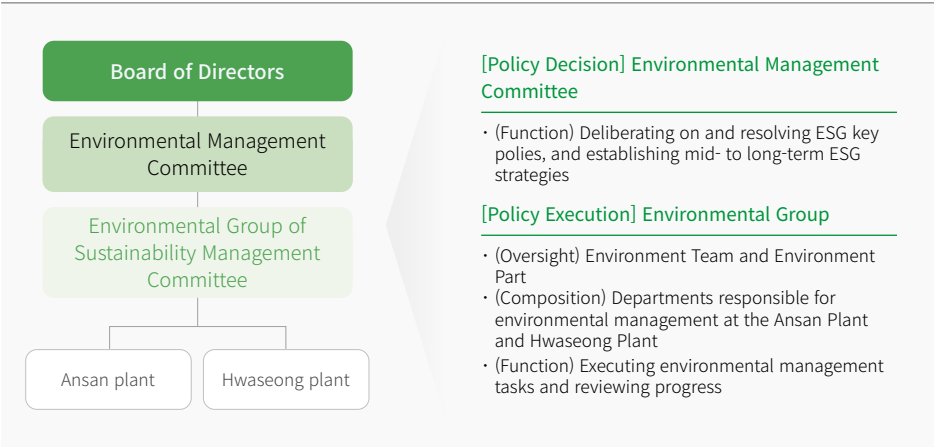 Board of Directors
Environmental Management
Committee
Environmental Group of
Sustainability Management
Committee
Ansan plant
Hwaseong plant
[Policy Decision] Environmental Management
Committee
· (Function) Deliberating on and resolving ESG key
polies, and establishing mid- to long-term ESG
strategies
[Policy Execution] Environmental Group
· (Oversight) Environment Team and Environment
Part
· (Composition) Departments responsible for
environmental management at the Ansan Plant
and Hwaseong Plant
· (Function) Executing environmental management
tasks and reviewing progress